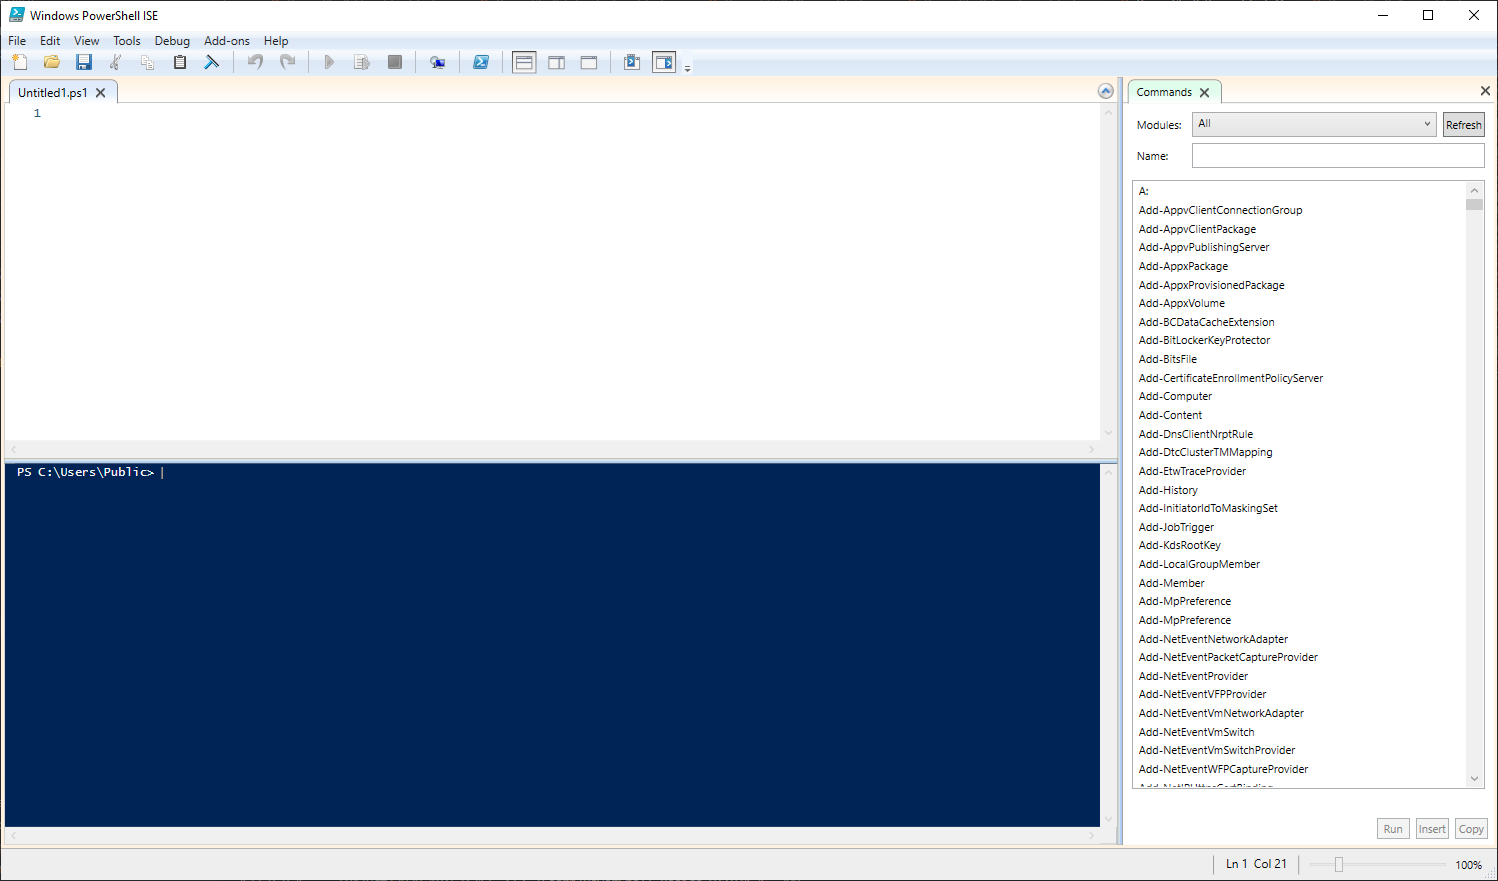 Windows PowerShell ISE
File Edit View Tools Debug Add-ons Help
Untitled1.ps1
1
PS C:\Users\Public>
Commands
Modules: All Refresh
Name:
A:
Add-AppvClientConnectionGroup
Add-AppvClientPackage
Add-AppvPublishingServer
Add-AppxPackage
Add-AppxProvisionedPackage
Add-AppxVolume
Add-BCDataCacheExtension
Add-BitLockerKeyProtector
Add-BitsFile
Add-CertificateEnrollmentPolicyServer
Add-Computer
Add-Content
Add-DnsClientNrptRule
Add-DtcClusterTMMapping
Add-EtwTraceProvider
Add-History
Add-InitiatorIdToMaskingSet
Add-JobTrigger
Add-KdsRootKey
Add-LocalGroupMember
Add-Member
Add-MpPreference
Add-MpPreference
Add-NetEventNetworkAdapter
Add-NetEventPacketCaptureProvider
Add-NetEventProvider
Add-NetEventVFPProvider
Add-NetEventVmNetworkAdapter
Add-NetEventVmSwitch
Add-NetEventVmSwitchProvider
Add-NetEventWFPCaptureProvider
Add-NetIPHttpsCertBinding
Run Insert Copy
Ln 1 Col 21 100%